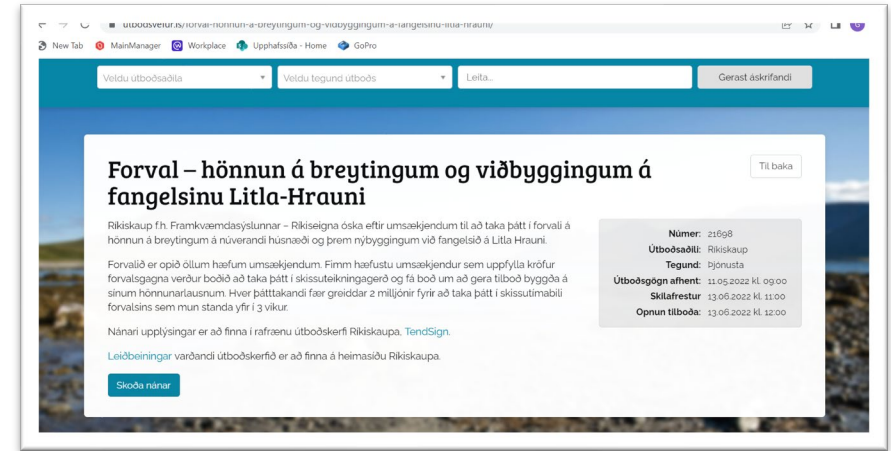 utbodsvefur.is/forval-honnun-a-breytingum-og-vidbyggingum-a-fangelsinu-litla-hrauni/
New Tab MainManager Workplace Upphafssíða - Home GoPro
Veldu útboðsaðila Veldu tegund útboðs Leita... Gerast áskrifandi
Forval – hönnun á breytingum og viðbyggingum á
fangelsinu Litla-Hrauni
Til baka
Ríkiskaup f.h. Framkvæmdasýslunnar – Ríkiseigna óska eftir umsækjendum til að taka þátt í forvali á
hönnun á breytingum á núverandi húsnæði og þrem nýbyggingum við fangelsið á Litla Hrauni.
Forvalið er opið öllum hæfum umsækjendum. Fimm hæfustu umsækjendur sem uppfylla kröfur
forvalsgagna verður boðið að taka þátt í skissuteikningagerð og fá boð um að gera tilboð byggða á
sínum hönnunarlausnum. Hver þátttakandi fær greiddar 2 milljónir fyrir að taka þátt í skissutímabili
forvalsins sem mun standa yfir í 3 vikur.
Nánari upplýsingar er að finna í rafrænu útboðskerfi Ríkiskaupa, TendSign.
Leiðbeiningar varðandi útboðskerfið er að finna á heimasíðu Ríkiskaupa.
Skoða nánar
Númer: 21698
Útboðsaðili: Ríkiskaup
Tegund: Þjónusta
Útboðsgögn afhent: 11.05.2022 kl. 09:00
Skilafrestur 13.06.2022 kl. 11:00
Opnun tilboða: 13.06.2022 kl. 12:00